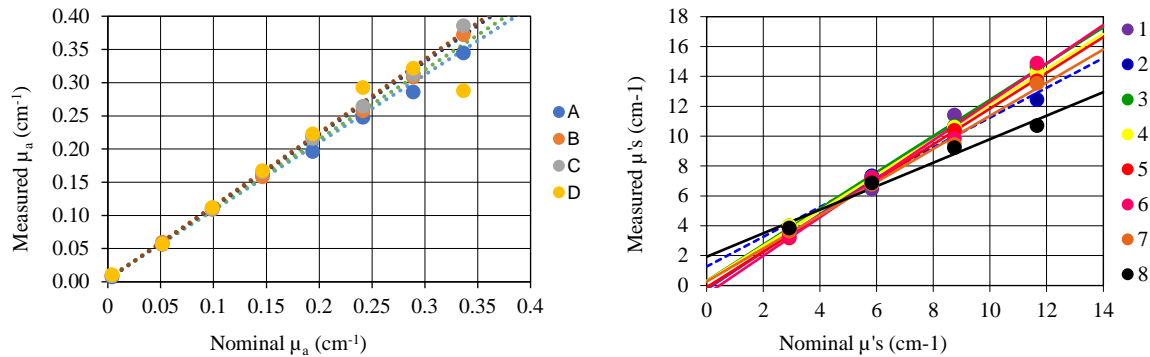 0.40
0.35
0.30
0.25
0.20
0.15
0.10
0.05
0.00
Measured μa (cm-1)
0 0.05 0.1 0.15 0.2 0.25 0.3 0.35 0.4
Nominal μa (cm-1)
A
B
C
D
18
16
14
12
10
8
6
4
2
0
Measured μ's (cm-1)
0 2 4 6 8 10 12 14
Nominal μ's (cm-1)
1
2
3
4
5
6
7
8